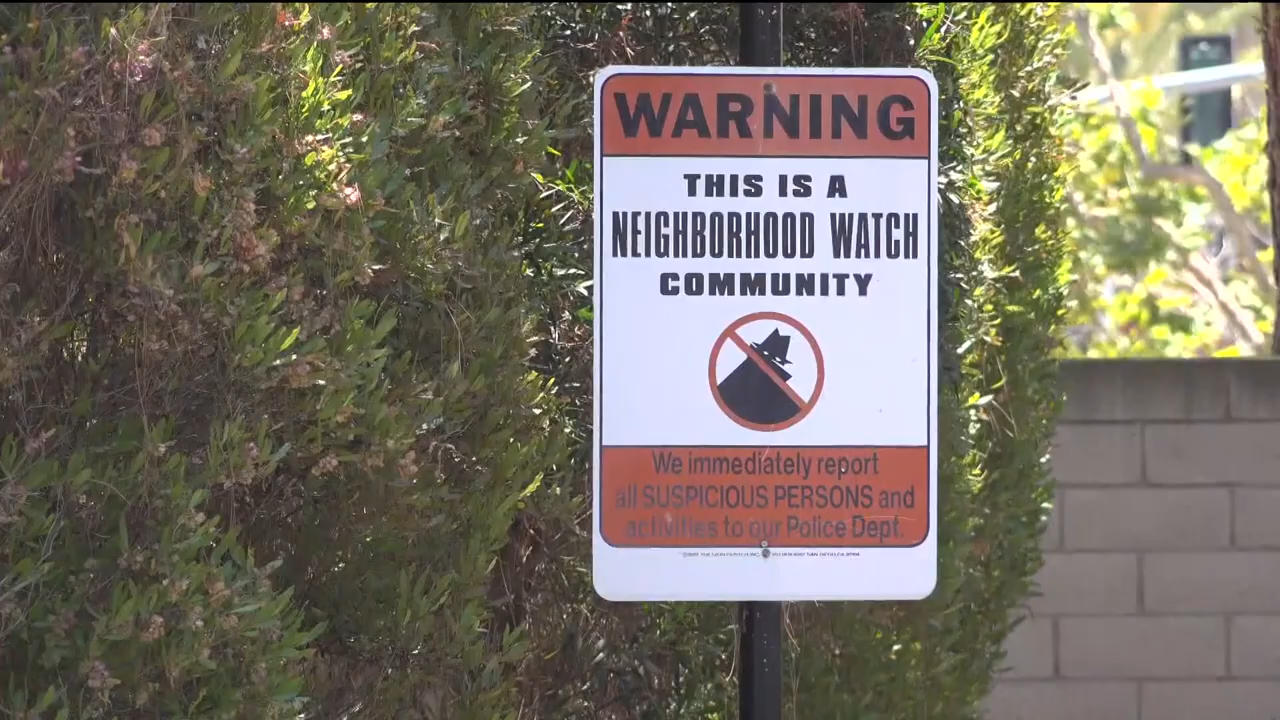 WARNING
THIS IS A
NEIGHBORHOOD WATCH
COMMUNITY
We immediately report
all SUSPICIOUS PERSONS and
activities to our Police Dept.